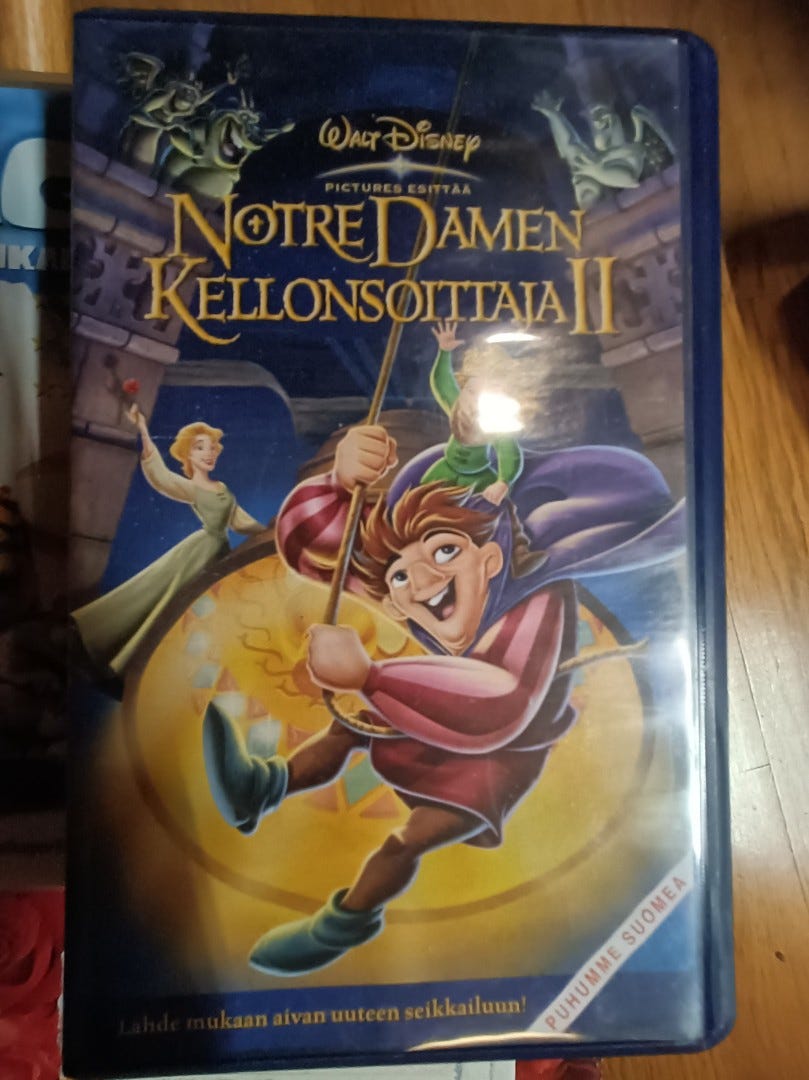 WALT DISNEY
PICTURES ESITTÄÄ
NOTRE DAMEN
KELLONSOITTAJA II
PUHUMME SUOMEA
Lähde mukaan aivan uuteen seikkailuun!